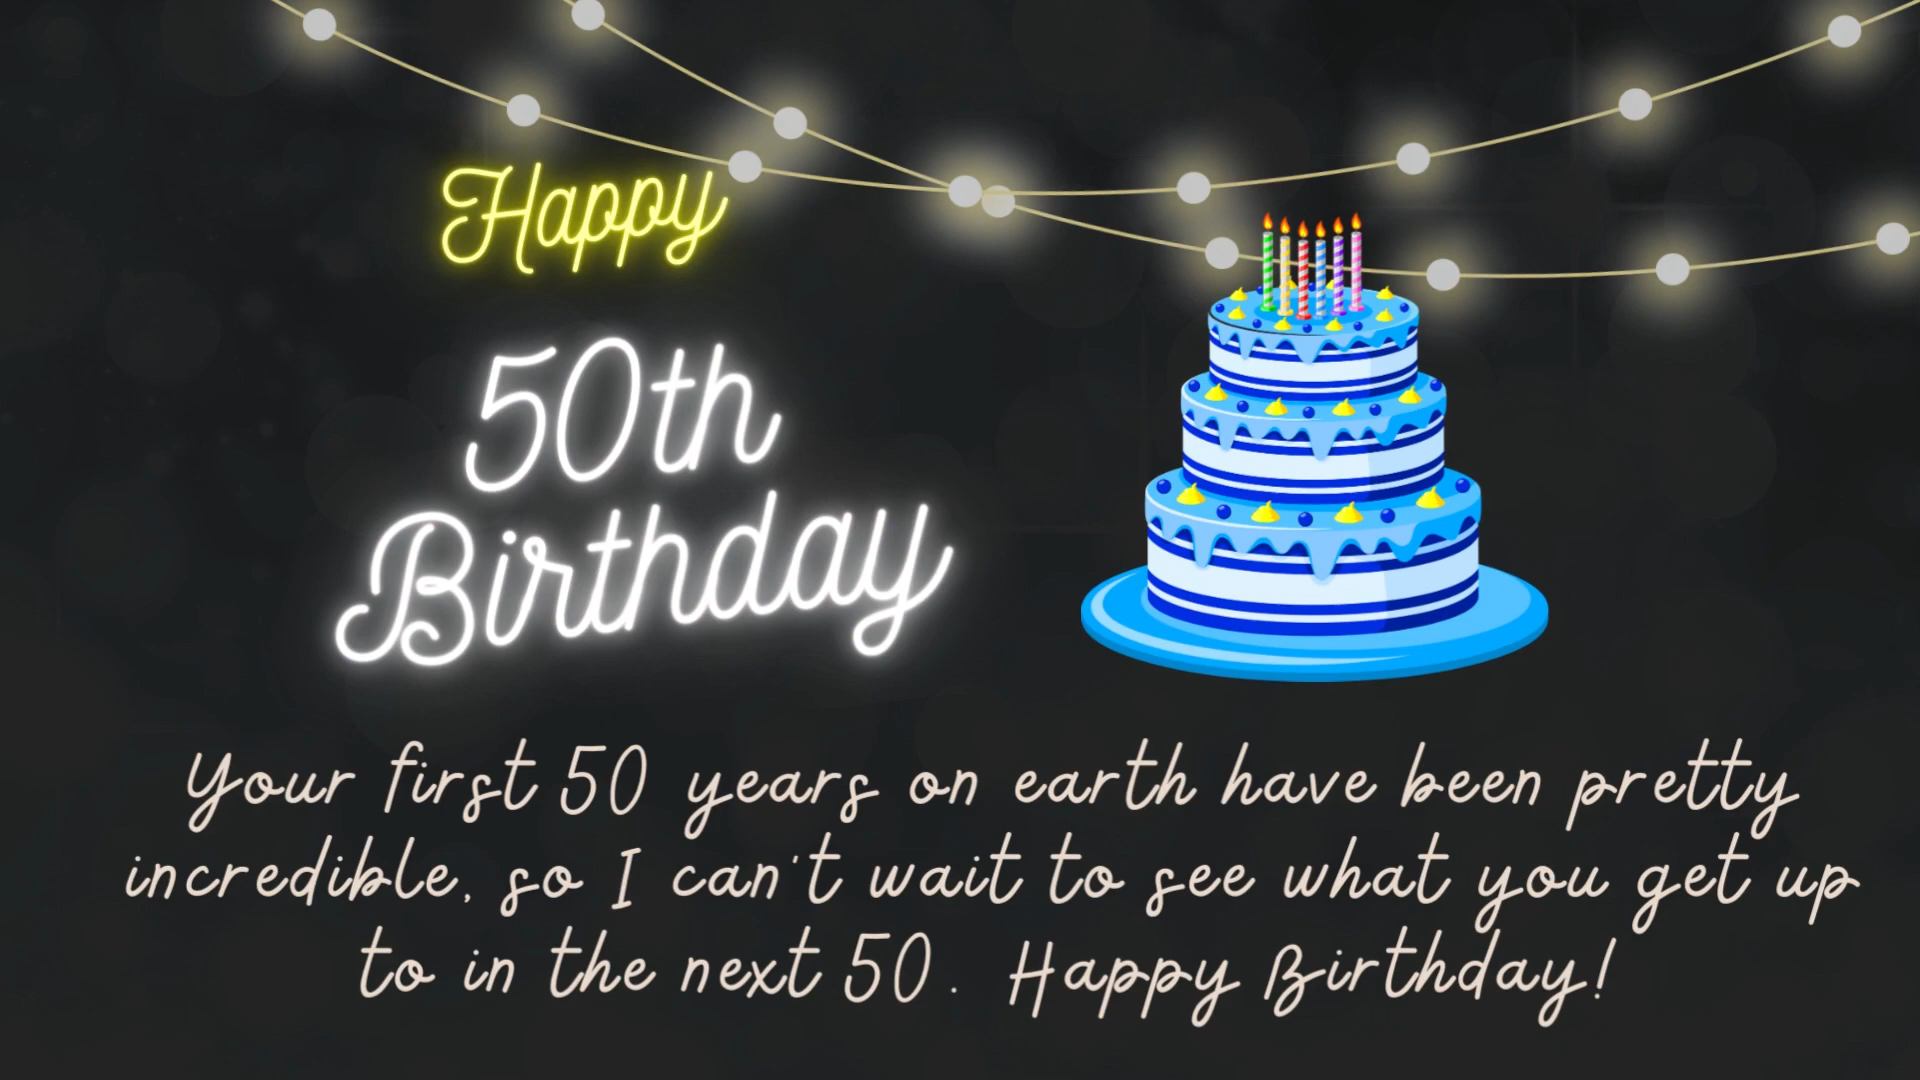 Happy
50th
Birthday
Your first 50 years on earth have been pretty
incredible, so I can't wait to see what you get up
to in the next 50. Happy Birthday!